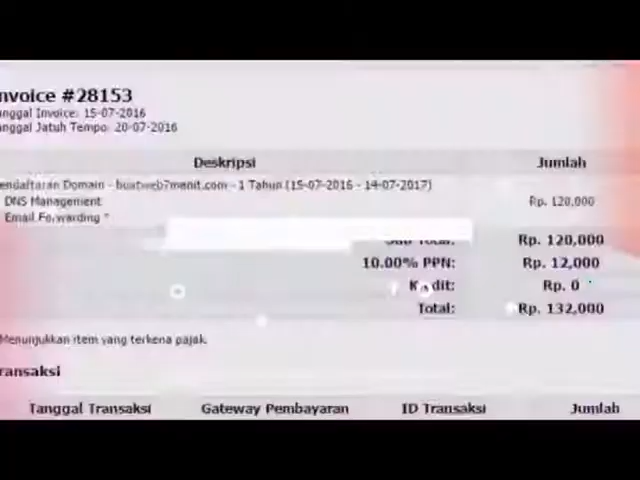 nvoice #28153
anggal Invoice: 15-07-2016
anggal Jatuh Tempo: 20-07-2016
Deskripsi Jumlah
endaftaran Domain - buatweb7menit.com - 1 Tahun (15-07-2016 - 14-07-2017)
DNS Management Rp. 120,000
Email Forwarding *
Sub Total: Rp. 120,000
10.00% PPN: Rp. 12,000
Kredit: Rp. 0
Total: Rp. 132,000
Menunjukkan item yang terkena pajak.
ransaksi
Tanggal Transaksi Gateway Pembayaran ID Transaksi Jumlah